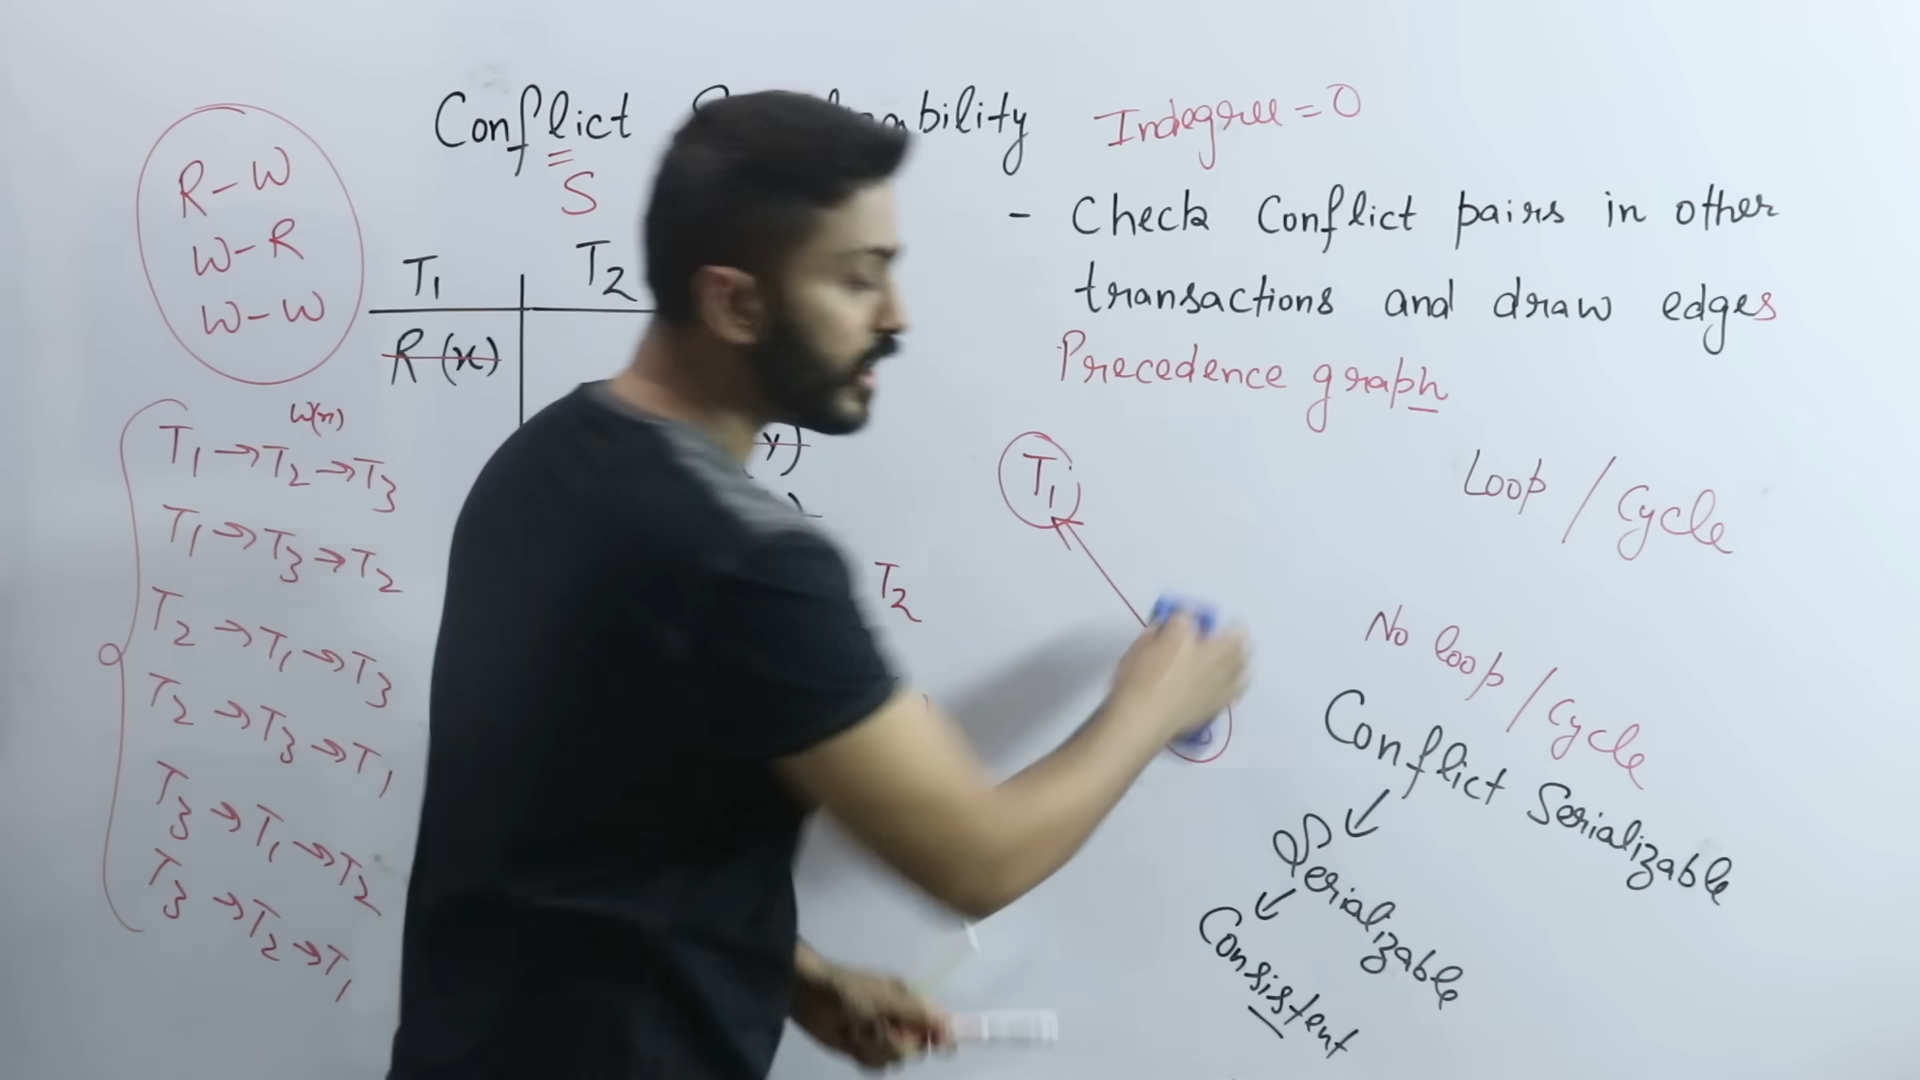 Conflict bility
S
Indegree = 0
R-W
W-R
W-W
T1 T2
R(x)
y)
- Check Conflict pairs in other
transactions and draw edges
Precedence graph
W(x)
T1→T2→T3
T1→T3→T2
T2→T1→T3
T2→T3→T1
T3→T1→T2
T3→T2→T1
T2
T1
Loop / Cycle
No loop / Cycle
Conflict Serializable
Serializable
Consistent